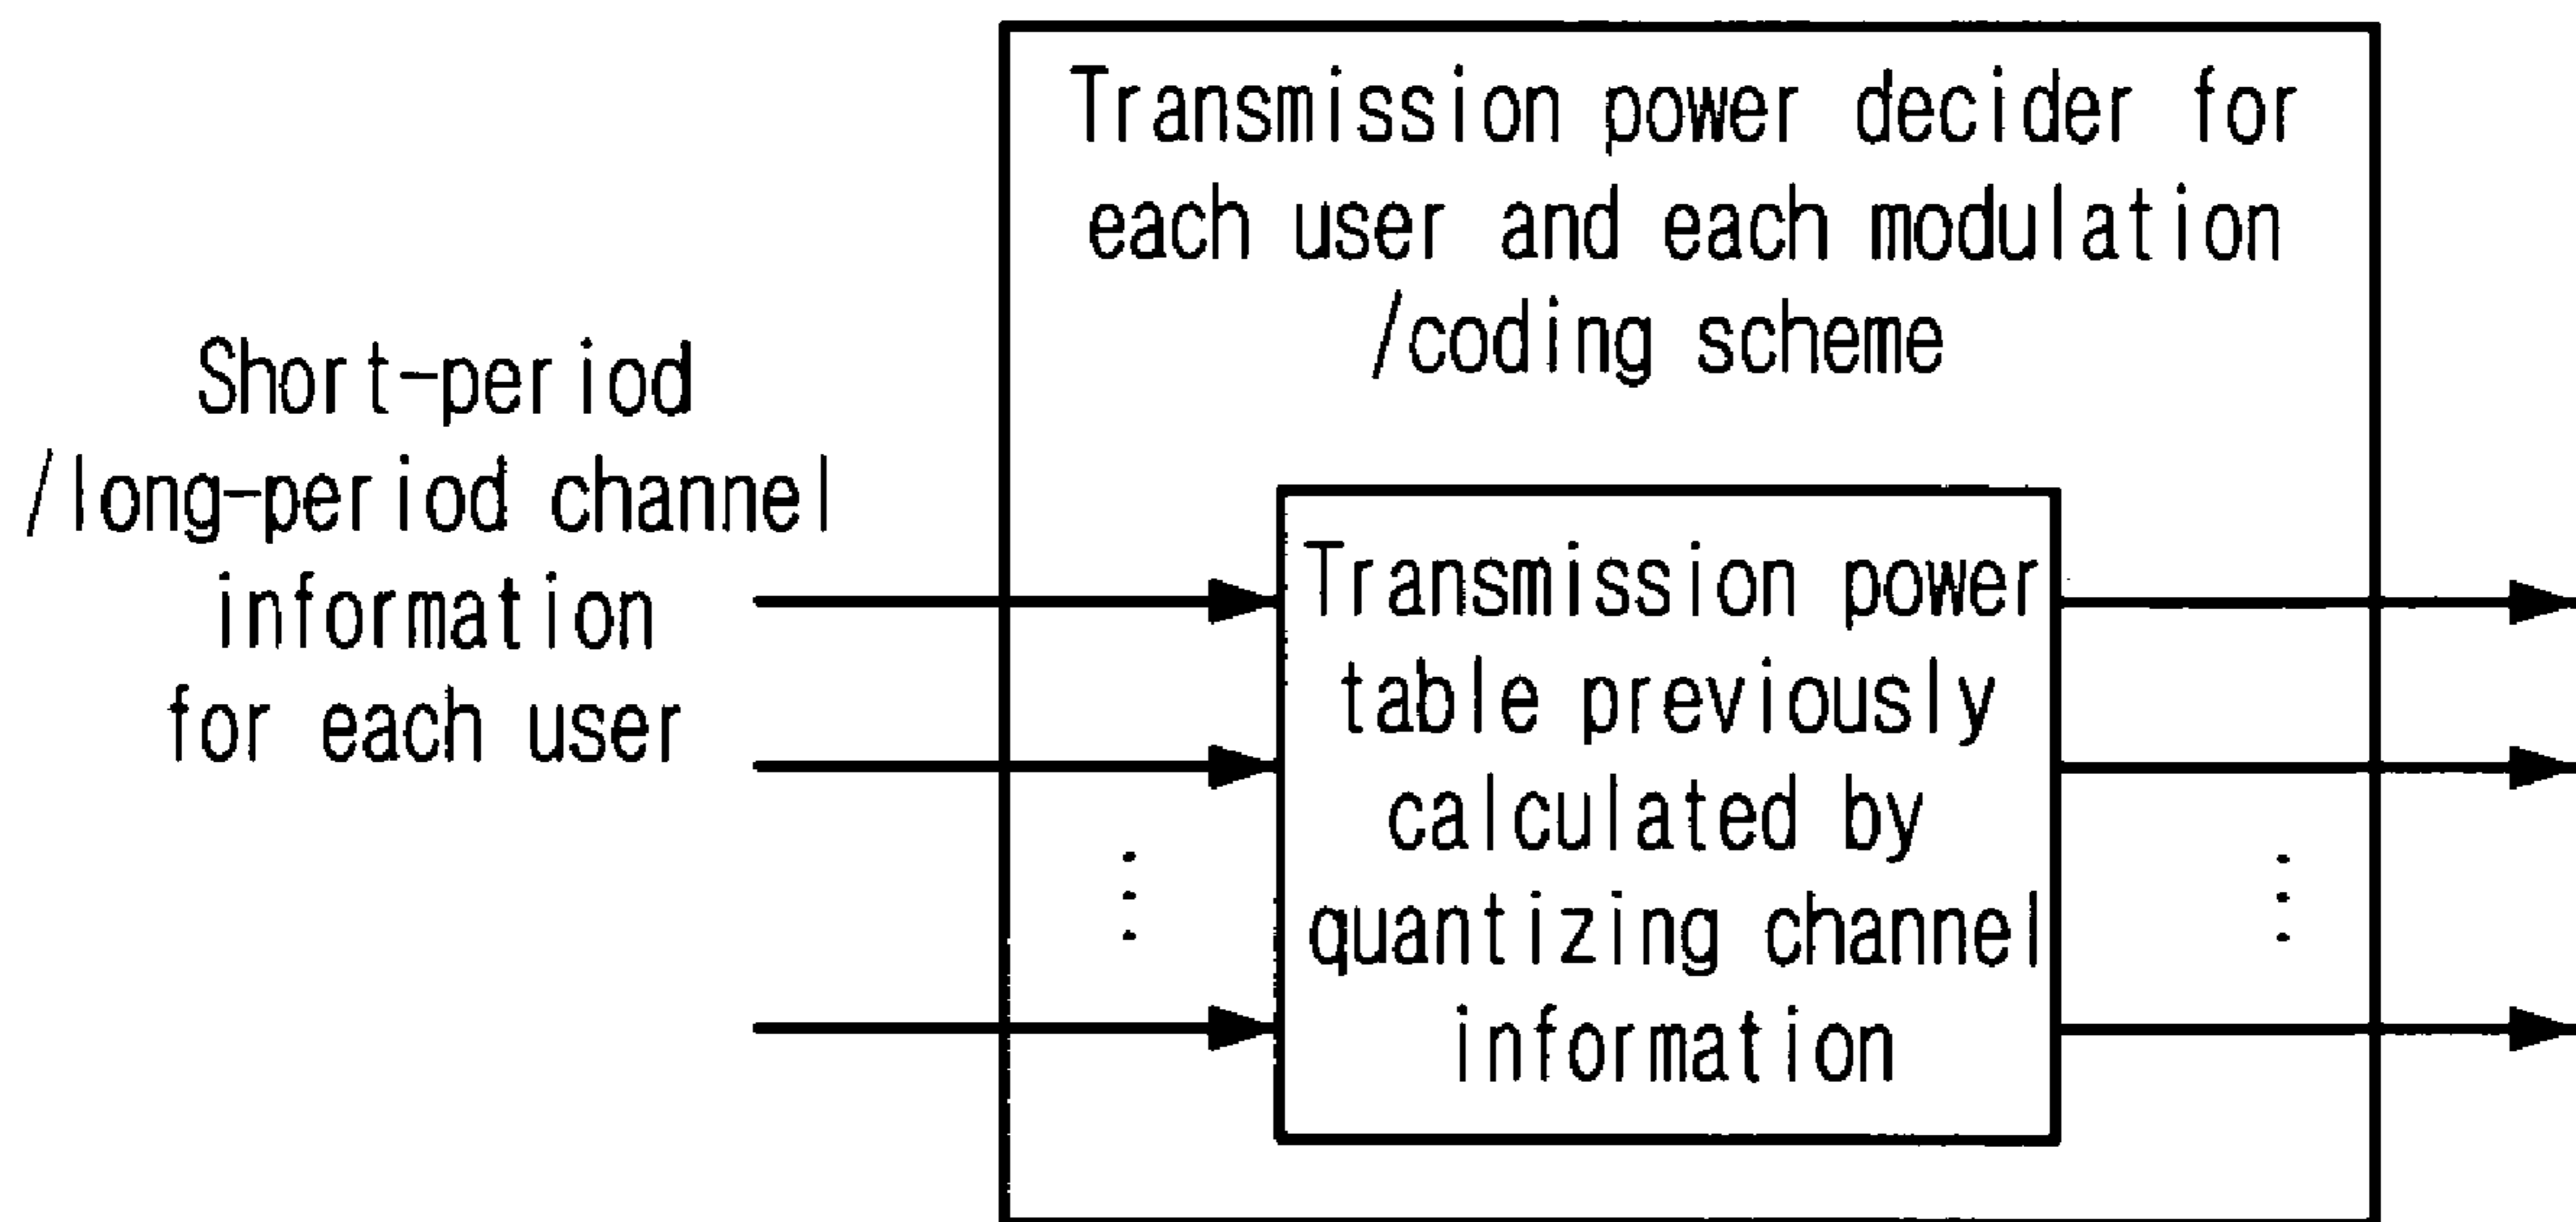 Transmission power decider for
each user and each modulation
/coding scheme
Short-period
/long-period channel
information
for each user
Transmission power
table previously
calculated by
quantizing channel
information